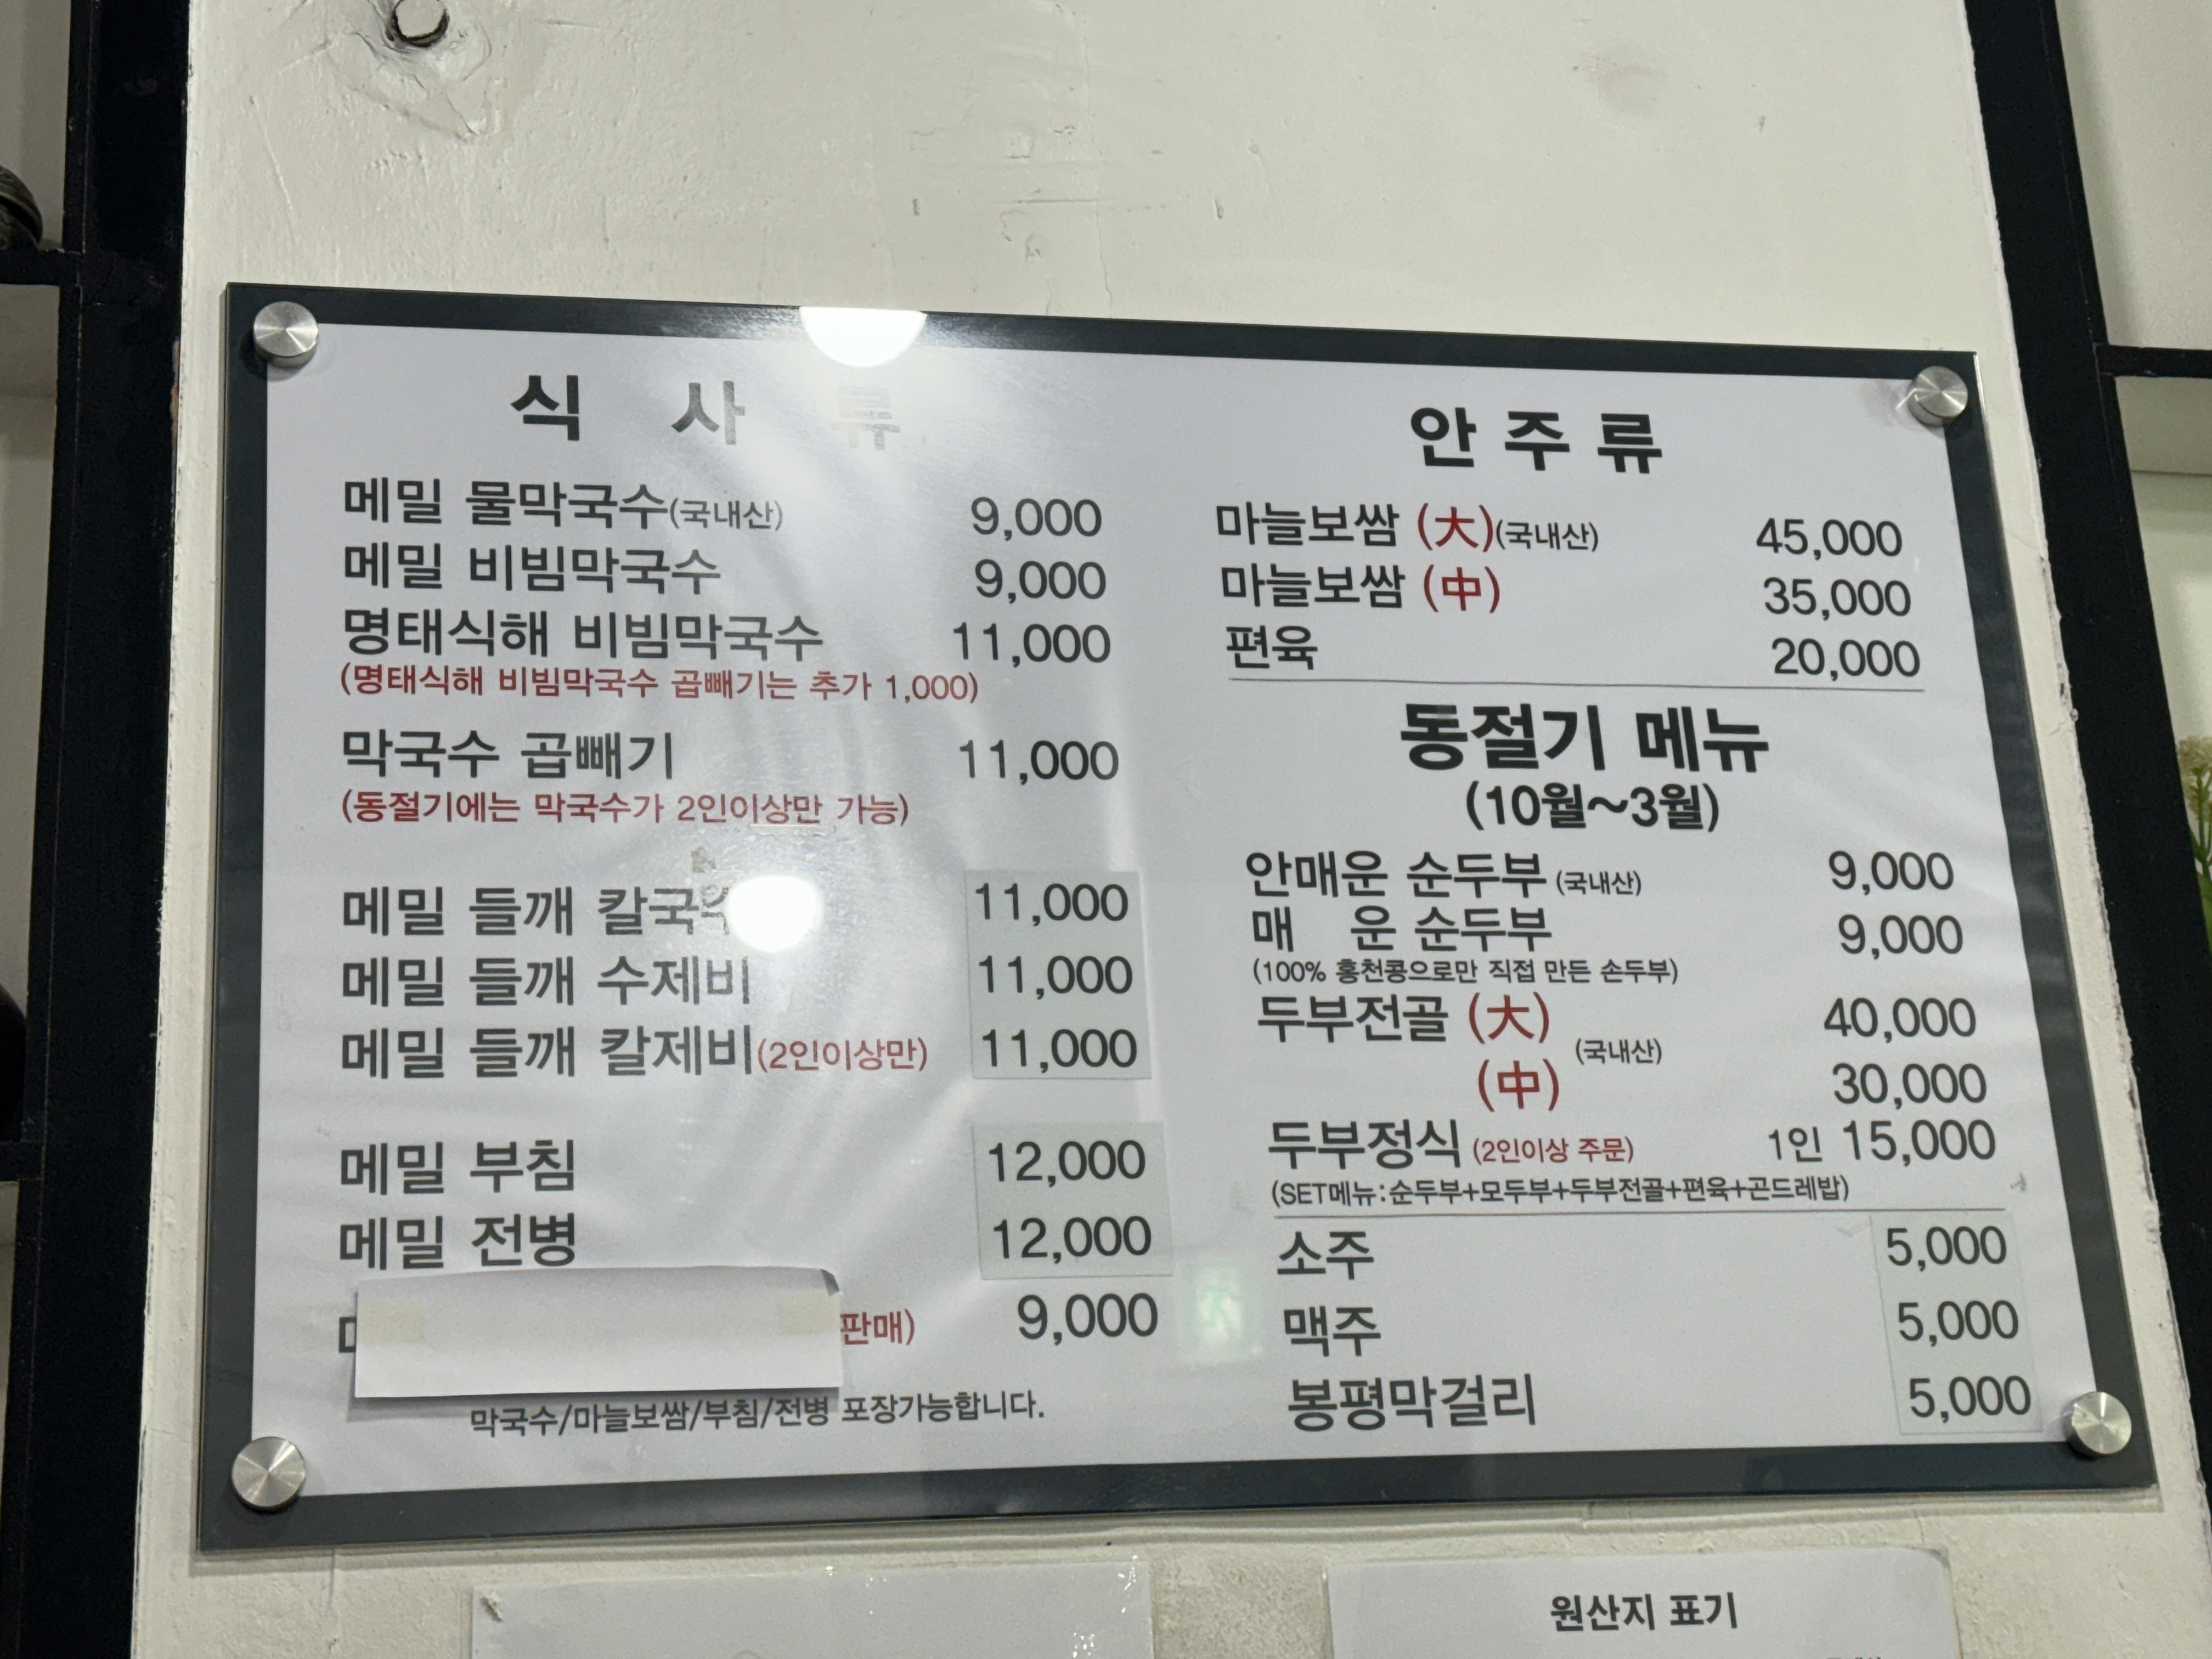 식 사 류
메밀 물막국수(국내산) 9,000
메밀 비빔막국수 9,000
명태식해 비빔막국수 11,000
(명태식해 비빔막국수 곱빼기는 추가 1,000)
막국수 곱빼기 11,000
(동절기에는 막국수가 2인이상만 가능)
메밀 들깨 칼국수 11,000
메밀 들깨 수제비 11,000
메밀 들깨 칼제비(2인이상만) 11,000
메밀 부침 12,000
메밀 전병 12,000
판매) 9,000
막국수/마늘보쌈/부침/전병 포장가능합니다.
안 주 류
마늘보쌈 (大)(국내산) 45,000
마늘보쌈 (中) 35,000
편육 20,000
동절기 메뉴
(10월~3월)
안매운 순두부 (국내산) 9,000
매 운 순두부 9,000
(100% 홍천콩으로만 직접 만든 손두부)
두부전골 (大) 40,000
(국내산)
(中) 30,000
두부정식 (2인이상 주문) 1인 15,000
(SET메뉴:순두부+모두부+두부전골+편육+곤드레밥)
소주 5,000
맥주 5,000
봉평막걸리 5,000
원산지 표기